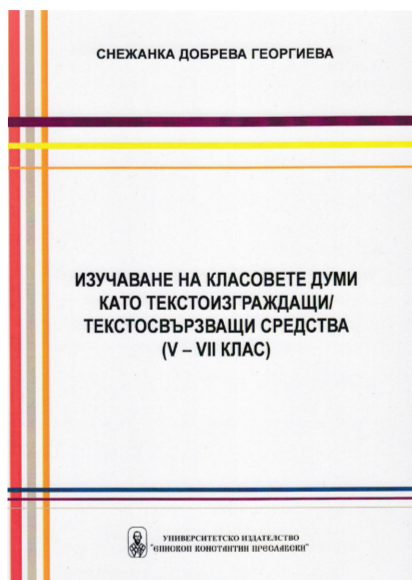 СНЕЖАНКА ДОБРЕВА ГЕОРГИЕВА
ИЗУЧАВАНЕ НА КЛАСОВЕТЕ ДУМИ
КАТО ТЕКСТОИЗГРАЖДАЩИ/
ТЕКСТОСВЪРЗВАЩИ СРЕДСТВА
(V – VII КЛАС)
УНИВЕРСИТЕТСКО ИЗДАТЕЛСТВО
"ЕПИСКОП КОНСТАНТИН ПРЕСЛАВСКИ"